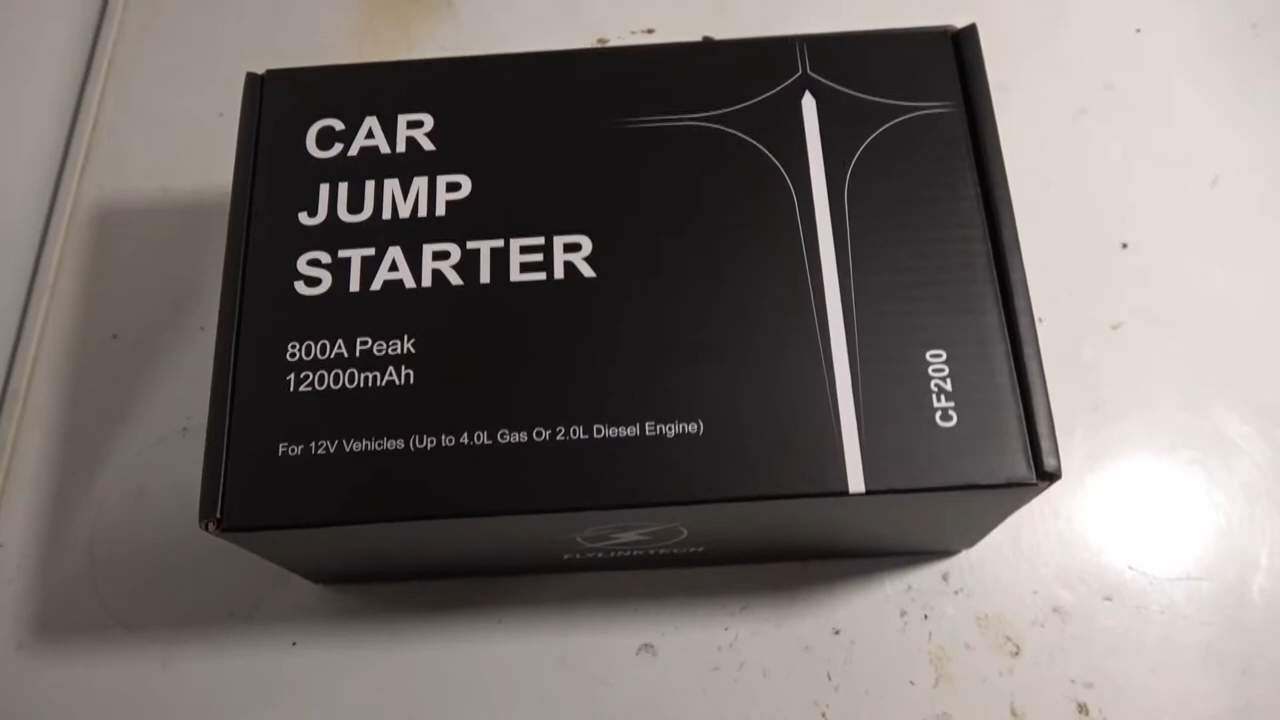 CAR
JUMP
STARTER
800A Peak
12000mAh
For 12V Vehicles (Up to 4.0L Gas Or 2.0L Diesel Engine)
CF200
FLYLINKTECH